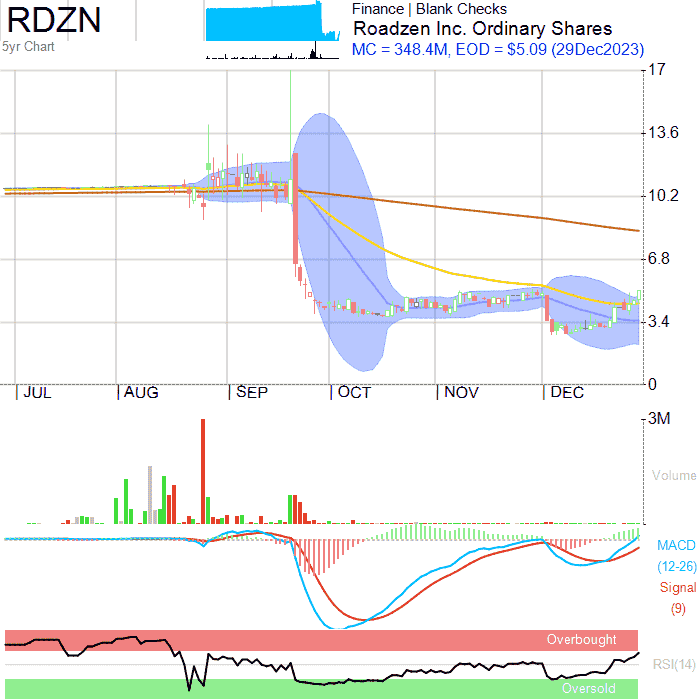 RDZN
5yr Chart
Finance | Blank Checks
Roadzen Inc. Ordinary Shares
MC = 348.4M, EOD = $5.09 (29Dec2023)
17
13.6
10.2
6.8
3.4
0
JUL
AUG
SEP
OCT
NOV
DEC
3M
Volume
MACD
(12-26)
Signal
(9)
Overbought
RSI(14)
Oversold